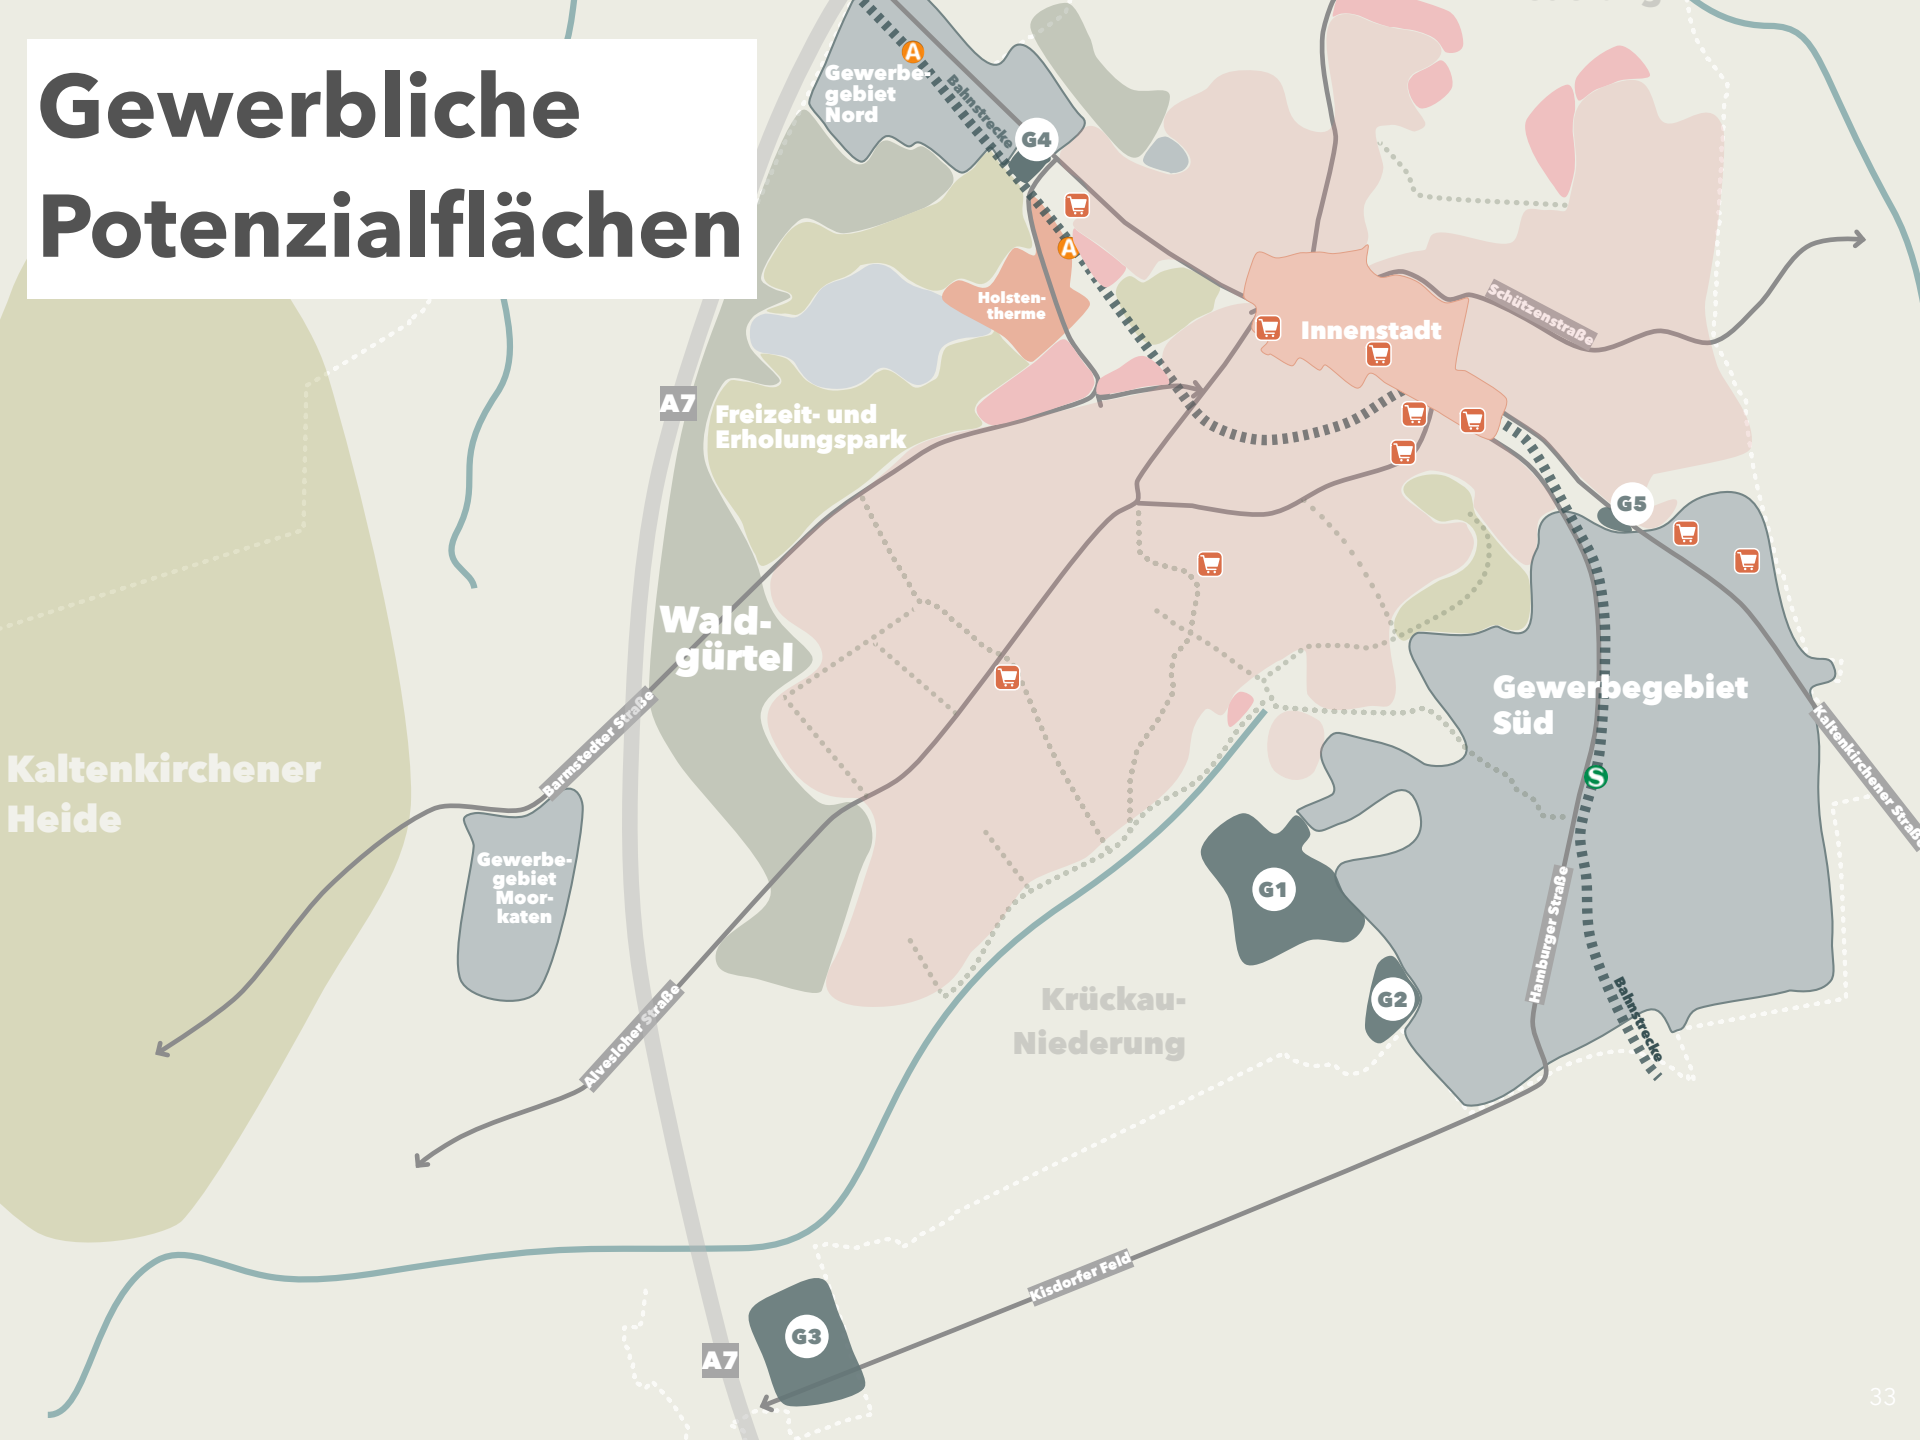 Gewerbliche
Potenzialflächen
A
Gewerbe-
gebiet
Nord
Bahnstrecke
G4
A
Holsten-
therme
Innenstadt
Schützenstraße
A7
Freizeit- und
Erholungspark
G5
Wald-
gürtel
Gewerbegebiet
Süd
Barmstedter Straße
Kaltenkirchener Straße
Kaltenkirchener
Heide
S
Gewerbe-
gebiet
Moor-
katen
G1
Hamburger Straße
Krückau-
Niederung
G2
Alvesloher Straße
Bahnstrecke
Kisdorfer Feld
G3
A7
33